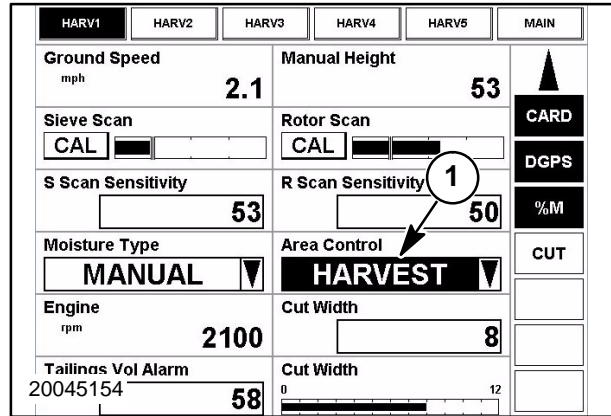 HARV1 HARV2 HARV3 HARV4 HARV5 MAIN
Ground Speed
mph
2.1
Manual Height
53
Sieve Scan
CAL
Rotor Scan
CAL
S Scan Sensitivity
53
R Scan Sensitivity
50
1
Moisture Type
MANUAL
Area Control
HARVEST
Engine
rpm
2100
Cut Width
8
Tailings Vol Alarm
58
Cut Width
0 12
CARD
DGPS
%M
CUT
20045154